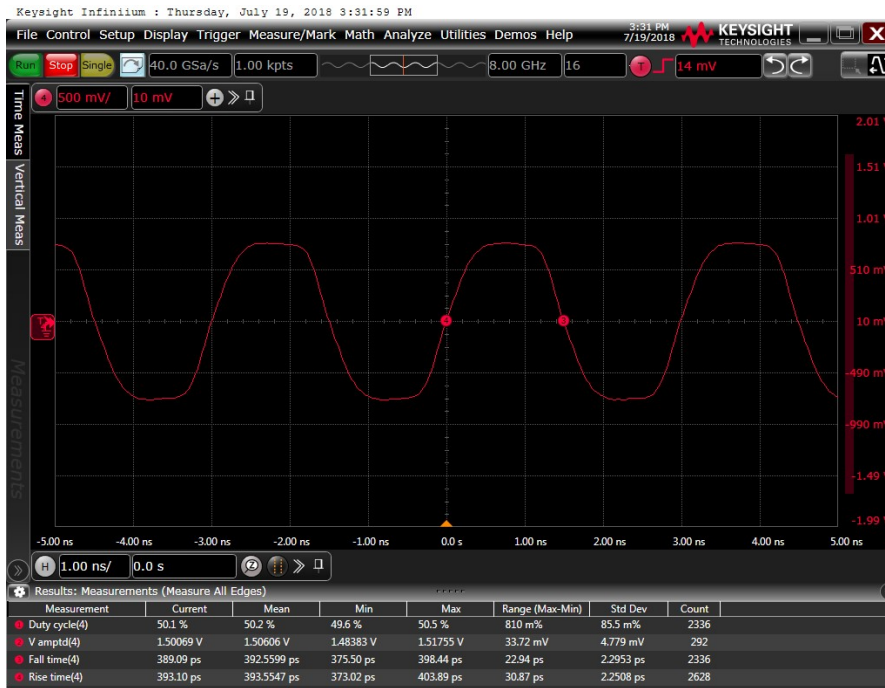 Keysight Infiniium : Thursday, July 19, 2018 3:31:59 PM
File Control Setup Display Trigger Measure/Mark Math Analyze Utilities Demos Help 3:31 PM 7/19/2018 KEYSIGHT TECHNOLOGIES X
Run Stop Single 40.0 GSa/s 1.00 kpts 8.00 GHz 16 T 14 mV
4 500 mV/ 10 mV +
Time Meas
Vertical Meas
Measurements
2.01 V
1.51 V
1.01 V
510 mV
10 mV
-490 mV
-990 mV
-1.49 V
-1.99 V
4 3
-5.00 ns -4.00 ns -3.00 ns -2.00 ns -1.00 ns 0.0 s 1.00 ns 2.00 ns 3.00 ns 4.00 ns 5.00 ns
H 1.00 ns/ 0.0 s
Results: Measurements (Measure All Edges)
Measurement Current Mean Min Max Range (Max-Min) Std Dev Count
1 Duty cycle(4) 50.1 % 50.2 % 49.6 % 50.5 % 810 m% 85.5 m% 2336
2 V amptd(4) 1.50069 V 1.50606 V 1.48383 V 1.51755 V 33.72 mV 4.779 mV 292
3 Fall time(4) 389.09 ps 392.5599 ps 375.50 ps 398.44 ps 22.94 ps 2.2953 ps 2336
4 Rise time(4) 393.10 ps 393.5547 ps 373.02 ps 403.89 ps 30.87 ps 2.2508 ps 2628